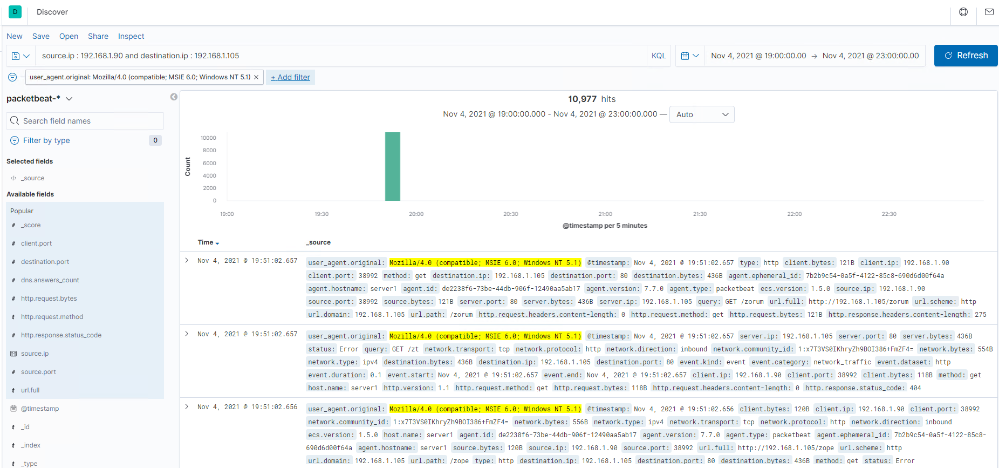 D Discover
New Save Open Share Inspect
source.ip : 192.168.1.90 and destination.ip : 192.168.1.105 KQL Nov 4, 2021 @ 19:00:00.00 → Nov 4, 2021 @ 23:00:00.00 Refresh
user_agent.original: Mozilla/4.0 (compatible; MSIE 6.0; Windows NT 5.1) × + Add filter
packetbeat-*
Search field names
Filter by type 0
Selected fields
_source
Available fields
Popular
# _score
# client.port
# destination.port
# dns.answers_count
# http.request.bytes
t http.request.method
# http.response.status_code
source.ip
# source.port
t url.full
@timestamp
t _id
t _index
t _type
10,977 hits
Nov 4, 2021 @ 19:00:00.000 - Nov 4, 2021 @ 23:00:00.000 — Auto
Count
10000
8000
6000
4000
2000
0
19:00 19:30 20:00 20:30 21:00 21:30 22:00 22:30
@timestamp per 5 minutes
Time _source
Nov 4, 2021 @ 19:51:02.657 user_agent.original: Mozilla/4.0 (compatible; MSIE 6.0; Windows NT 5.1) @timestamp: Nov 4, 2021 @ 19:51:02.657 type: http client.bytes: 121B client.ip: 192.168.1.90
client.port: 38992 method: get destination.ip: 192.168.1.105 destination.port: 80 destination.bytes: 436B agent.ephemeral_id: 7b2b9c54-0a5f-4122-85c8-690d6d00f64a
agent.hostname: server1 agent.id: de2238f6-73be-44db-906f-12490aa5ab17 agent.version: 7.7.0 agent.type: packetbeat ecs.version: 1.5.0 source.ip: 192.168.1.90
source.port: 38992 source.bytes: 121B server.port: 80 server.bytes: 436B server.ip: 192.168.1.105 query: GET /zorum url.full: http://192.168.1.105/zorum url.scheme: http
url.domain: 192.168.1.105 url.path: /zorum http.request.headers.content-length: 0 http.request.method: get http.request.bytes: 121B http.response.headers.content-length: 275
Nov 4, 2021 @ 19:51:02.657 user_agent.original: Mozilla/4.0 (compatible; MSIE 6.0; Windows NT 5.1) @timestamp: Nov 4, 2021 @ 19:51:02.657 server.ip: 192.168.1.105 server.port: 80 server.bytes: 436B
status: Error query: GET /zt network.transport: tcp network.protocol: http network.direction: inbound network.community_id: 1:x7T3VS0IKhryZh9BOI386+FmZF4= network.bytes: 554B
network.type: ipv4 destination.bytes: 436B destination.ip: 192.168.1.105 destination.port: 80 event.kind: event event.category: network_traffic event.dataset: http
event.duration: 0.1 event.start: Nov 4, 2021 @ 19:51:02.657 event.end: Nov 4, 2021 @ 19:51:02.657 client.ip: 192.168.1.90 client.port: 38992 client.bytes: 118B method: get
host.name: server1 http.version: 1.1 http.request.method: get http.request.bytes: 118B http.request.headers.content-length: 0 http.response.status_code: 404
Nov 4, 2021 @ 19:51:02.656 user_agent.original: Mozilla/4.0 (compatible; MSIE 6.0; Windows NT 5.1) @timestamp: Nov 4, 2021 @ 19:51:02.656 client.bytes: 120B client.ip: 192.168.1.90 client.port: 38992
network.community_id: 1:x7T3VS0IKhryZh9BOI386+FmZF4= network.bytes: 556B network.type: ipv4 network.transport: tcp network.protocol: http network.direction: inbound
ecs.version: 1.5.0 host.name: server1 agent.id: de2238f6-73be-44db-906f-12490aa5ab17 agent.version: 7.7.0 agent.type: packetbeat agent.ephemeral_id: 7b2b9c54-0a5f-4122-85c8-
690d6d00f64a agent.hostname: server1 source.bytes: 120B source.ip: 192.168.1.90 source.port: 38992 url.full: http://192.168.1.105/zope url.scheme: http
url.domain: 192.168.1.105 url.path: /zope type: http destination.ip: 192.168.1.105 destination.port: 80 destination.bytes: 436B method: get status: Error